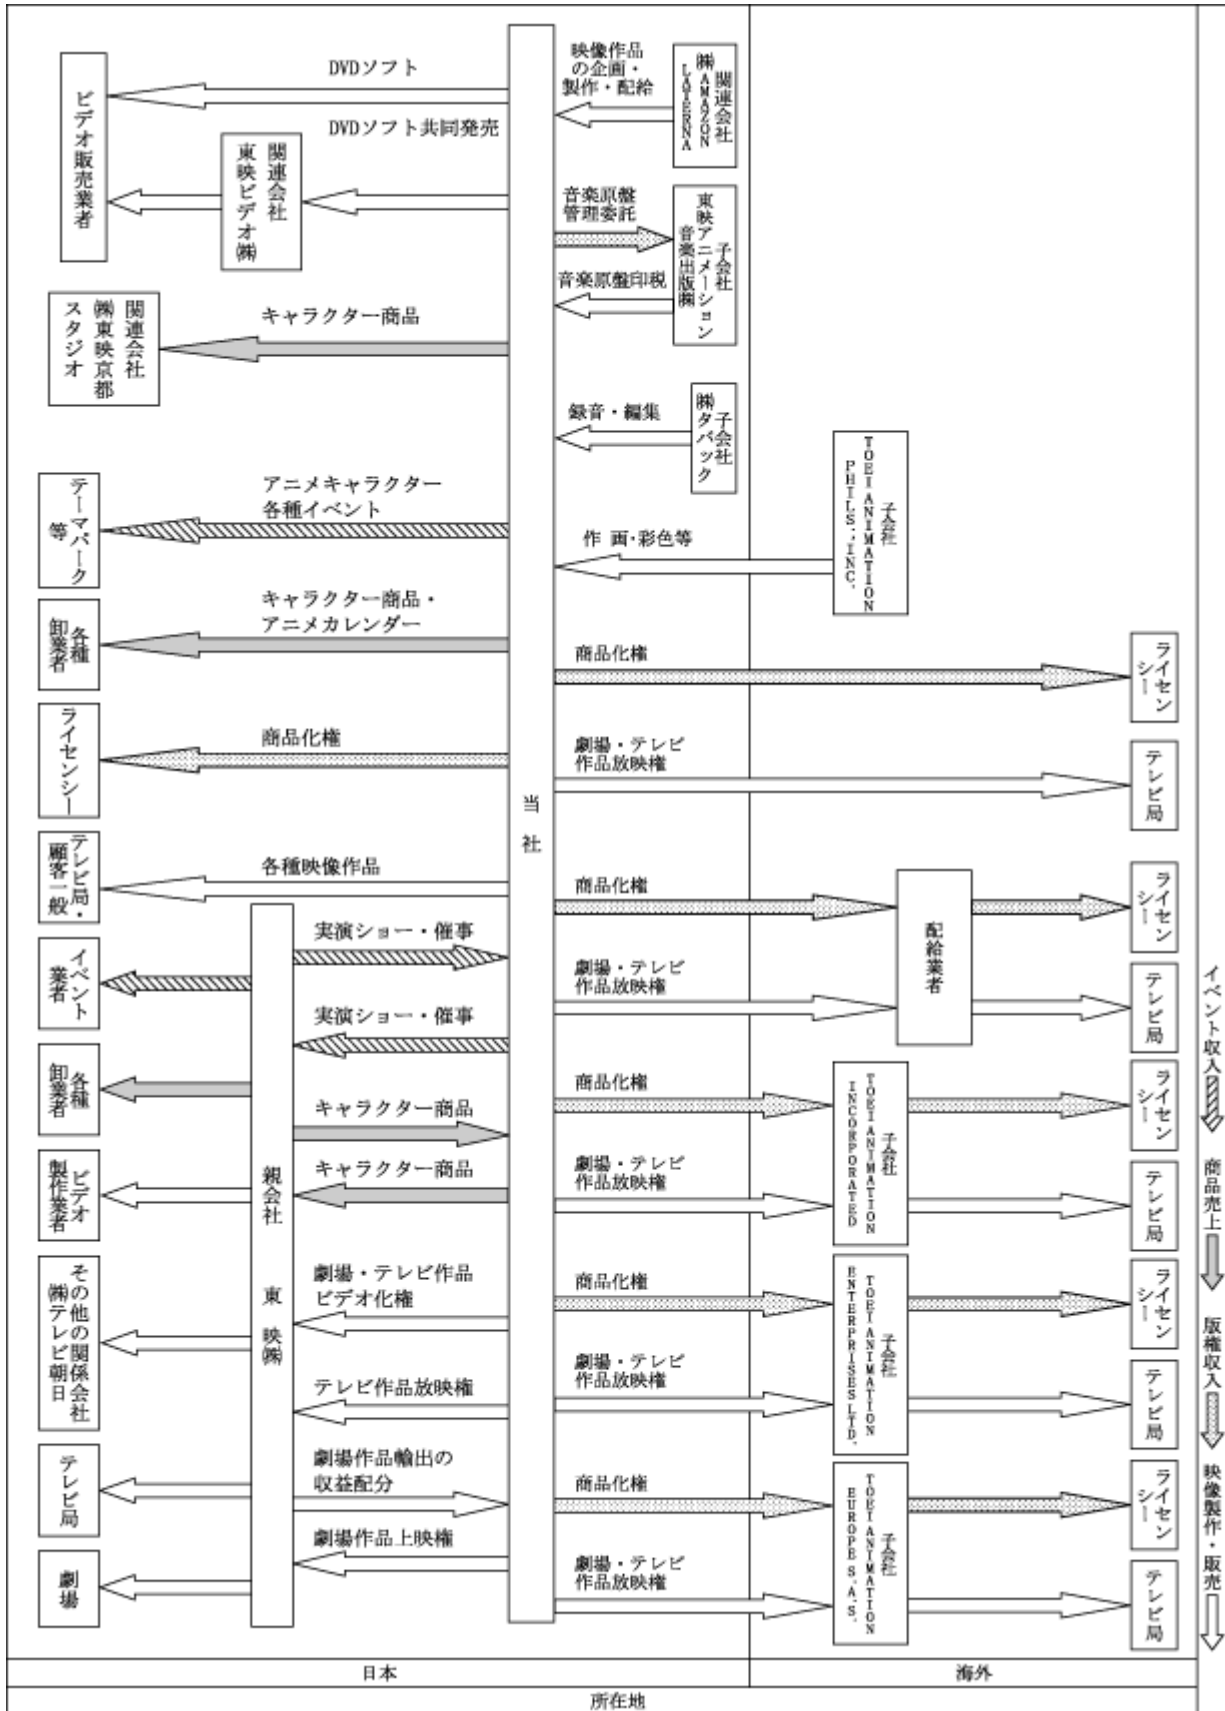 ビデオ販売業者
DVDソフト
DVDソフト共同発売
関連会社
東映ビデオ㈱
関連会社
㈱東映京都
スタジオ
キャラクター商品
テーマパーク
等
アニメキャラクター
各種イベント
各種
卸業者
キャラクター商品・
アニメカレンダー
ライセンシー
商品化権
テレビ局・
顧客一般
各種映像作品
イベント
業者
各種
卸業者
ビデオ
製作業者
その他の関係会社
㈱テレビ朝日
テレビ局
劇場
親会社 東映㈱
実演ショー・催事
実演ショー・催事
キャラクター商品
キャラクター商品
劇場・テレビ作品
ビデオ化権
テレビ作品放映権
劇場作品輸出の
収益配分
劇場作品上映権
当社
映像作品
の企画・
製作・配給
関連会社
㈱AMAZON
LATERNA
音楽原盤
管理委託
音楽原盤印税
子会社
東映アニメーション
音楽出版㈱
録音・編集
子会社
㈱タバック
作 画・彩色等
子会社
TOEI ANIMATION
PHILS., INC.
商品化権
ライセン
シー
劇場・テレビ
作品放映権
テレビ局
商品化権
配給業者
ライセン
シー
劇場・テレビ
作品放映権
テレビ局
商品化権
子会社
TOEI ANIMATION
INCORPORATED
ライセン
シー
劇場・テレビ
作品放映権
テレビ局
商品化権
子会社
TOEI ANIMATION
ENTERPRISES LTD.
ライセン
シー
劇場・テレビ
作品放映権
テレビ局
商品化権
子会社
TOEI ANIMATION
EUROPE S.A.S.
ライセン
シー
劇場・テレビ
作品放映権
テレビ局
イベント収入
商品売上
版権収入
映像製作・販売
日本
海外
所在地